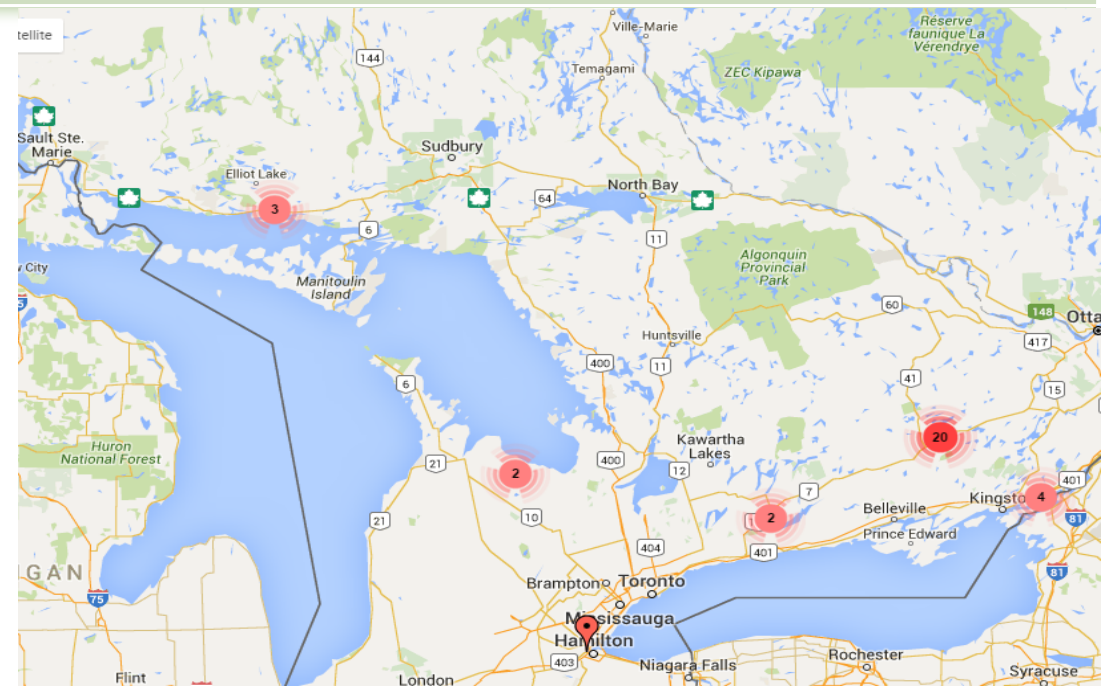 tellite
Ville-Marie
Réserve
faunique La
Vérendrye
144
Temagami
ZEC Kipawa
Sault Ste.
Marie
Sudbury
Elliot Lake
North Bay
64
3
6
11
Algonquin
Provincial
Park
City
Manitoulin
Island
60
148
Otta
417
Huntsville
400
11
6
41
15
20
Huron
National Forest
21
Kawartha
Lakes
400
12
2
7
401
Kingsto
4
10
21
2
Belleville
81
Prince Edward
404
401
IGAN
75
Brampton
Toronto
81
Mississauga
Hamilton
403
Niagara Falls
Rochester
Syracuse
Flint
London